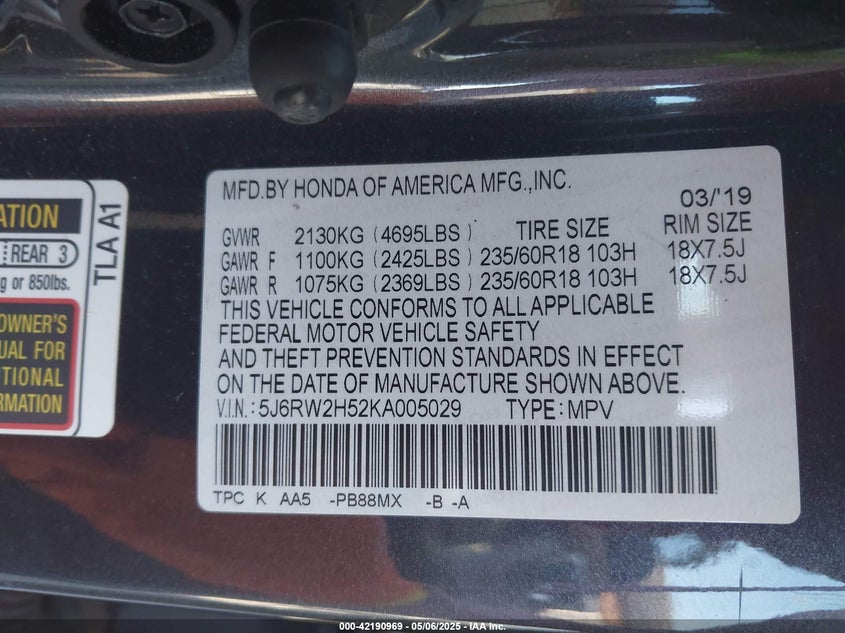 ATION
REAR 3
g or 850lbs.
OWNER'S
UAL FOR
ITIONAL
ORMATION
TLA A1
MFD.BY HONDA OF AMERICA MFG.,INC.
03/'19
GVWR 2130KG (4695LBS) TIRE SIZE RIM SIZE
GAWR F 1100KG (2425LBS) 235/60R18 103H 18X7.5J
GAWR R 1075KG (2369LBS) 235/60R18 103H 18X7.5J
THIS VEHICLE CONFORMS TO ALL APPLICABLE
FEDERAL MOTOR VEHICLE SAFETY
AND THEFT PREVENTION STANDARDS IN EFFECT
ON THE DATE OF MANUFACTURE SHOWN ABOVE.
V.I.N.: 5J6RW2H52KA005029 TYPE: MPV
TPC K AA5 -PB88MX -B -A
000-42190969 - 05/06/2025 - IAA Inc.